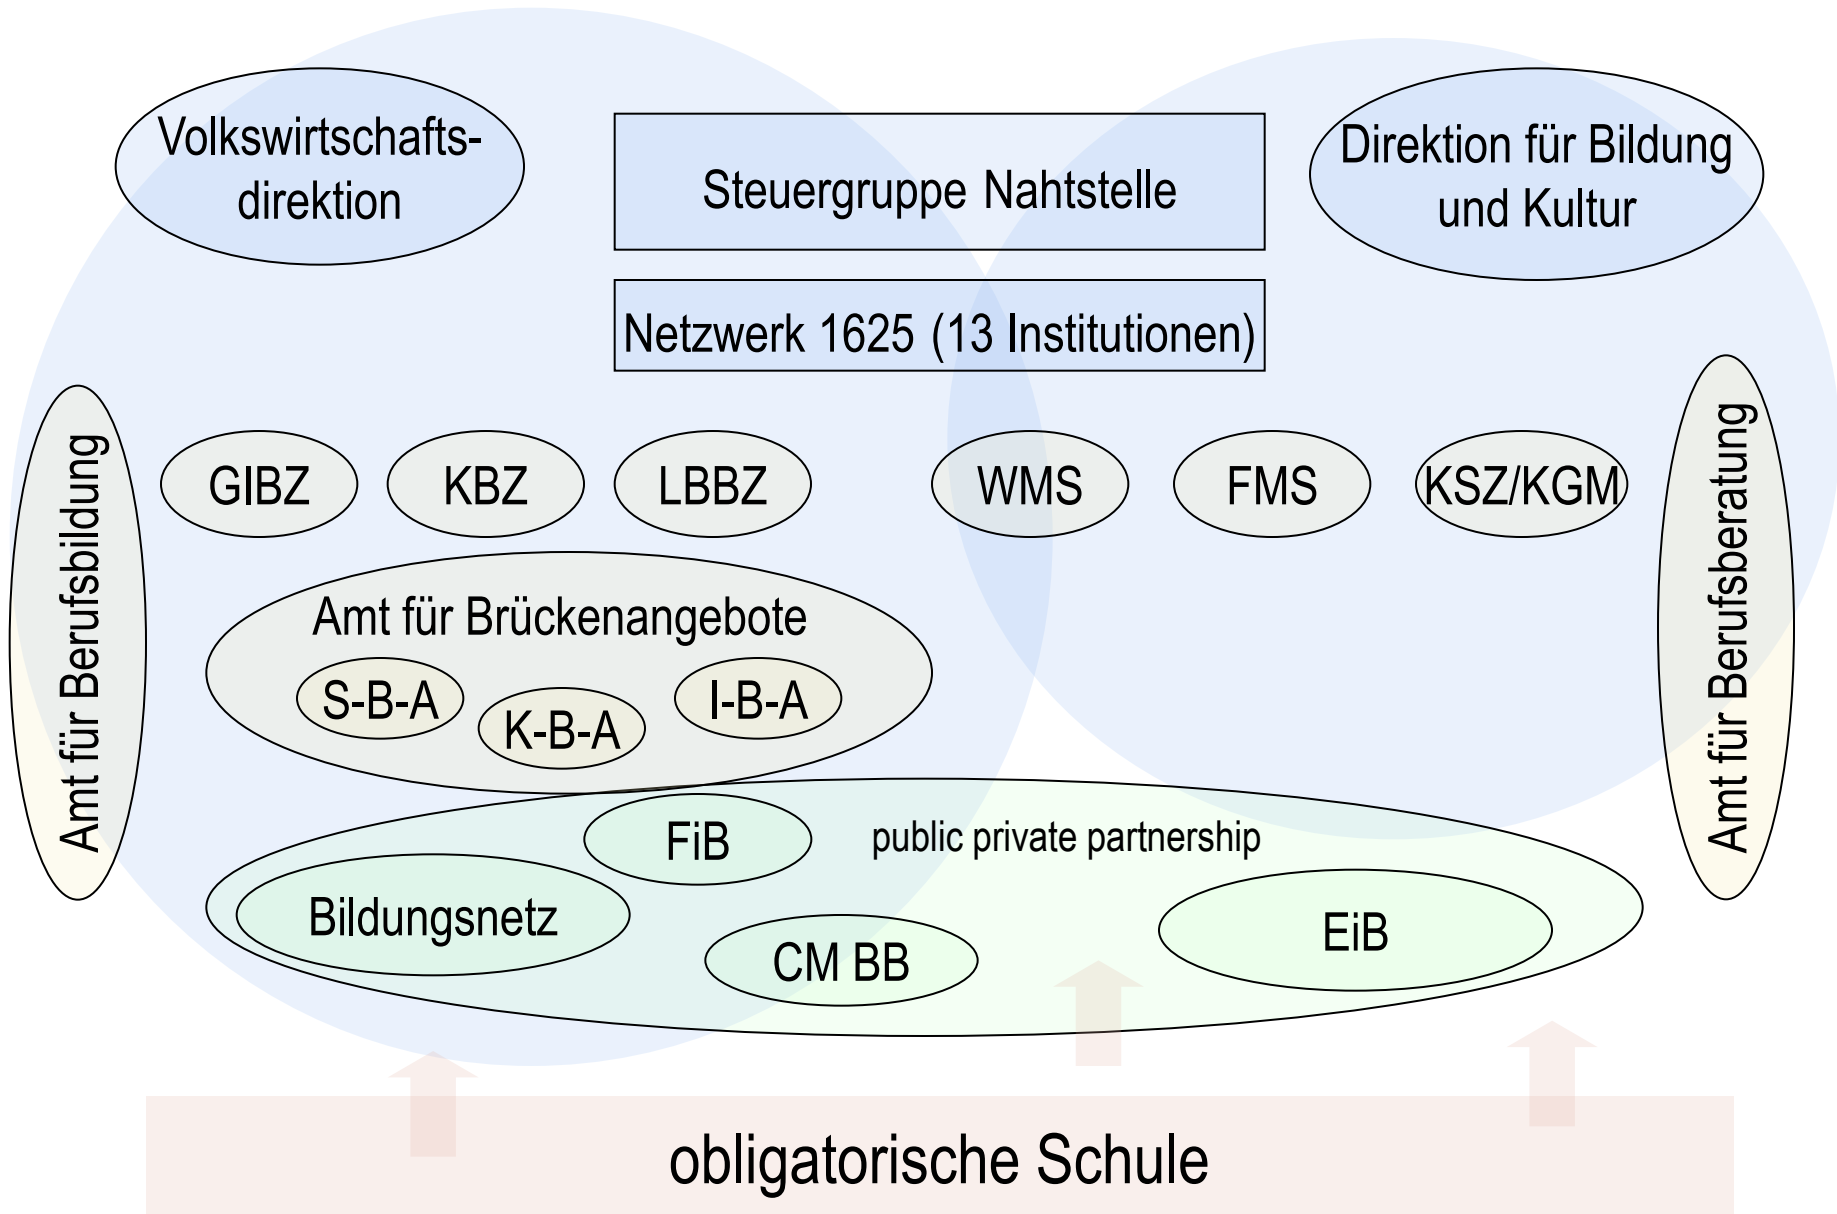 Volkswirtschafts-
direktion
Steuergruppe Nahtstelle
Direktion für Bildung
und Kultur
Netzwerk 1625 (13 Institutionen)
Amt für Berufsbildung
GIBZ
KBZ
LBBZ
WMS
FMS
KSZ/KGM
Amt für Berufsberatung
Amt für Brückenangebote
S-B-A
K-B-A
I-B-A
FiB
public private partnership
Bildungsnetz
CM BB
EiB
obligatorische Schule